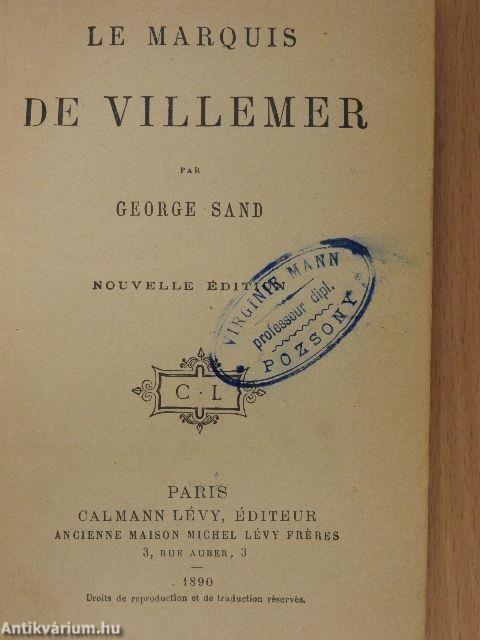 LE MARQUIS
DE VILLEMER
PAR
GEORGE SAND
NOUVELLE ÉDITION
VIRGINIE MANN
professeur dipl.
* POZSONY *
C · L
PARIS
CALMANN LÉVY, ÉDITEUR
ANCIENNE MAISON MICHEL LÉVY FRÈRES
3, RUE AUBER, 3
—
1890
Droits de reproduction et de traduction réservés.
Antikvárium.hu